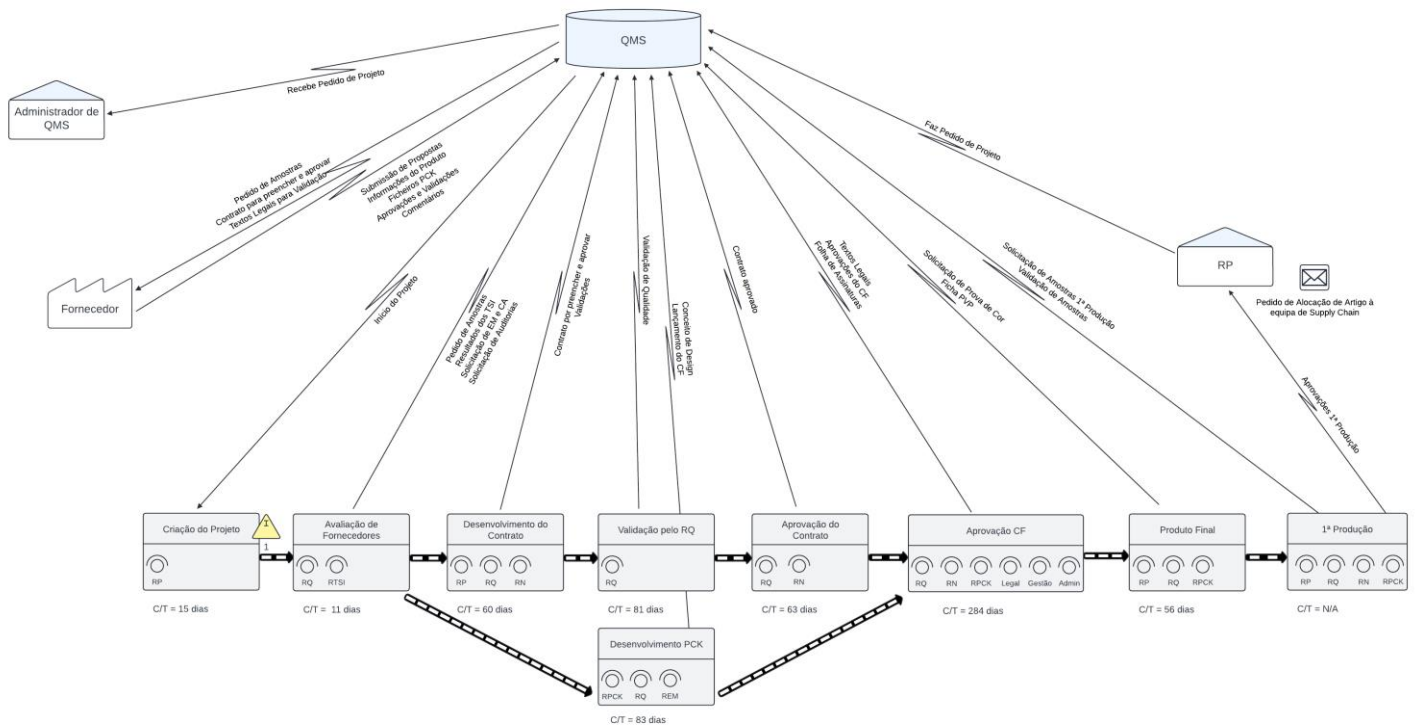 QMS
Recebe Pedido de Projeto
Administrador de
QMS
Pedido de Amostras
Contrato para preencher e aprovar
Textos Legais para Validação
Submissão de Propostas
Informações do Produto
Ficheiros PCK
Aprovações e Validações
Comentários
Fornecedor
Inicio do Projeto
Pedido de Amostras
Resultados dos TSI
Solicitação de EM e CA
Solicitação de Auditorias
Contrato por preencher e aprovar
Validações
Validação de Qualidade
Conceito de Design
Lançamento do CF
Contrato aprovado
Textos Legais
Aprovações do CF
Folha de Assinaturas
Solicitação de Prova de Cor
Ficha PVP
Solicitação de Amostras 1ª Produção
Validação de Amostras
Faz Pedido de Projeto
RP
Pedido de Alocação de Artigo à
equipa de Supply Chain
Aprovações 1ª Produção
Criação do Projeto
RP
C/T = 15 dias
I
1
Avaliação de
Fornecedores
RQ RTSI
C/T = 11 dias
Desenvolvimento do
Contrato
RP RQ RN
C/T = 60 dias
Validação pelo RQ
RQ
C/T = 81 dias
Aprovação do
Contrato
RQ RN
C/T = 63 dias
Aprovação CF
RQ RN RPCK Legal Gestão Admin
C/T = 284 dias
Produto Final
RP RQ RPCK
C/T = 56 dias
1ª Produção
RP RQ RN RPCK
C/T = N/A
Desenvolvimento PCK
RPCK RQ REM
C/T = 83 dias